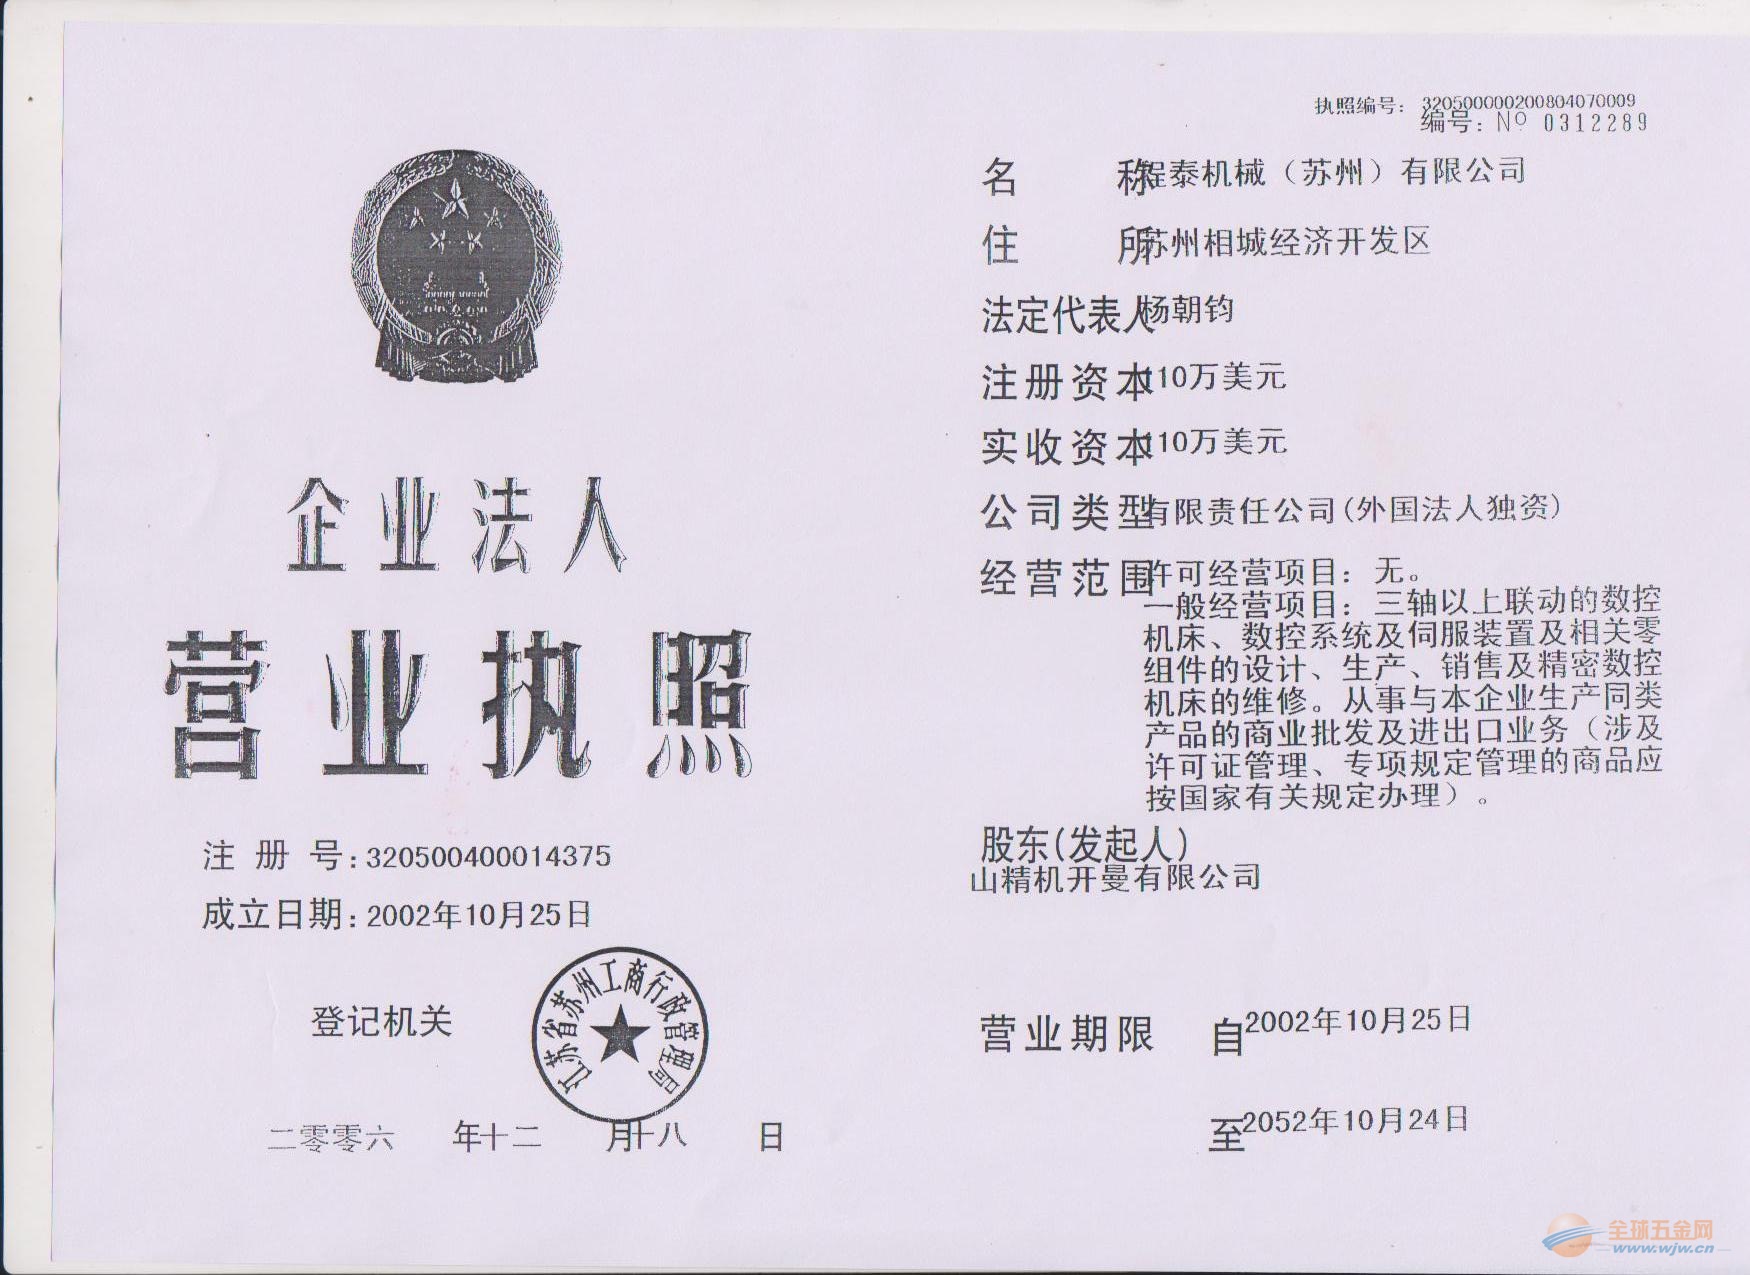 执照编号：320500000200804070009
编号：Nº 0312289
企业法人
营业执照
注 册 号：320500400014375
成立日期：2002年10月25日
登记机关
江苏省苏州工商行政管理局
二零零六 年十二 月十八 日
名 称 程泰机械（苏州）有限公司
住 所 苏州相城经济开发区
法定代表人 杨朝钧
注册资本 10万美元
实收资本 10万美元
公司类型 有限责任公司(外国法人独资)
经营范围 许可经营项目：无。
一般经营项目：三轴以上联动的数控
机床、数控系统及伺服装置及相关零
组件的设计、生产、销售及精密数控
机床的维修。从事与本企业生产同类
产品的商业批发及进出口业务（涉及
许可证管理、专项规定管理的商品应
按国家有关规定办理）。
股东(发起人)
山精机开曼有限公司
营业期限 自2002年10月25日
至2052年10月24日
全球五金网
www.wjw.cn